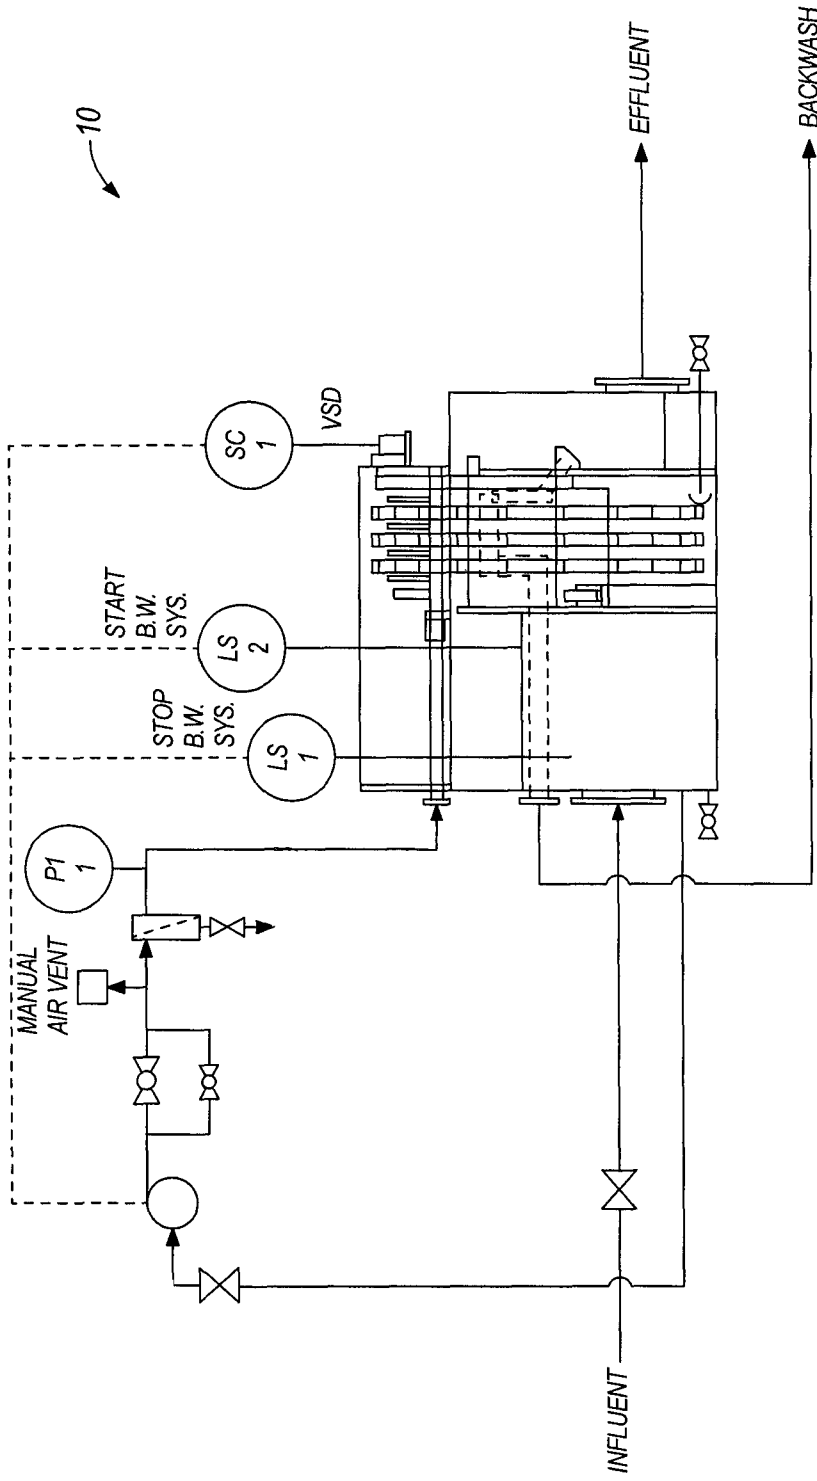 10
EFFLUENT
BACKWASH
SC
1
VSD
START
B.W.
SYS.
LS
2
STOP
B.W.
SYS.
LS
1
P1
1
MANUAL
AIR VENT
INFLUENT